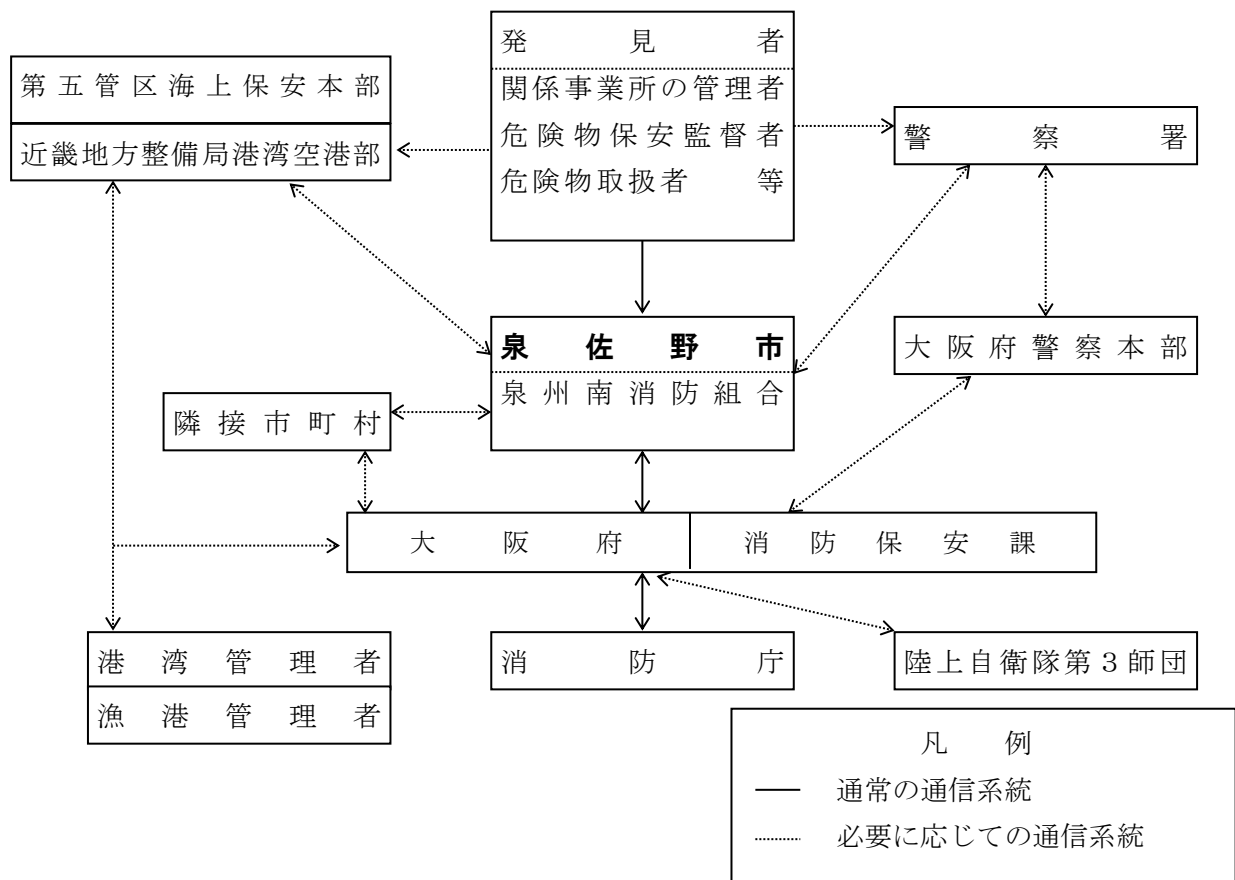 発見者
関係事業所の管理者
危険物保安監督者
危険物取扱者　等
第五管区海上保安本部
近畿地方整備局港湾空港部
警察署
泉佐野市
泉州南消防組合
大阪府警察本部
隣接市町村
大阪府
消防保安課
港湾管理者
漁港管理者
消防庁
陸上自衛隊第３師団
凡　例
通常の通信系統
必要に応じての通信系統